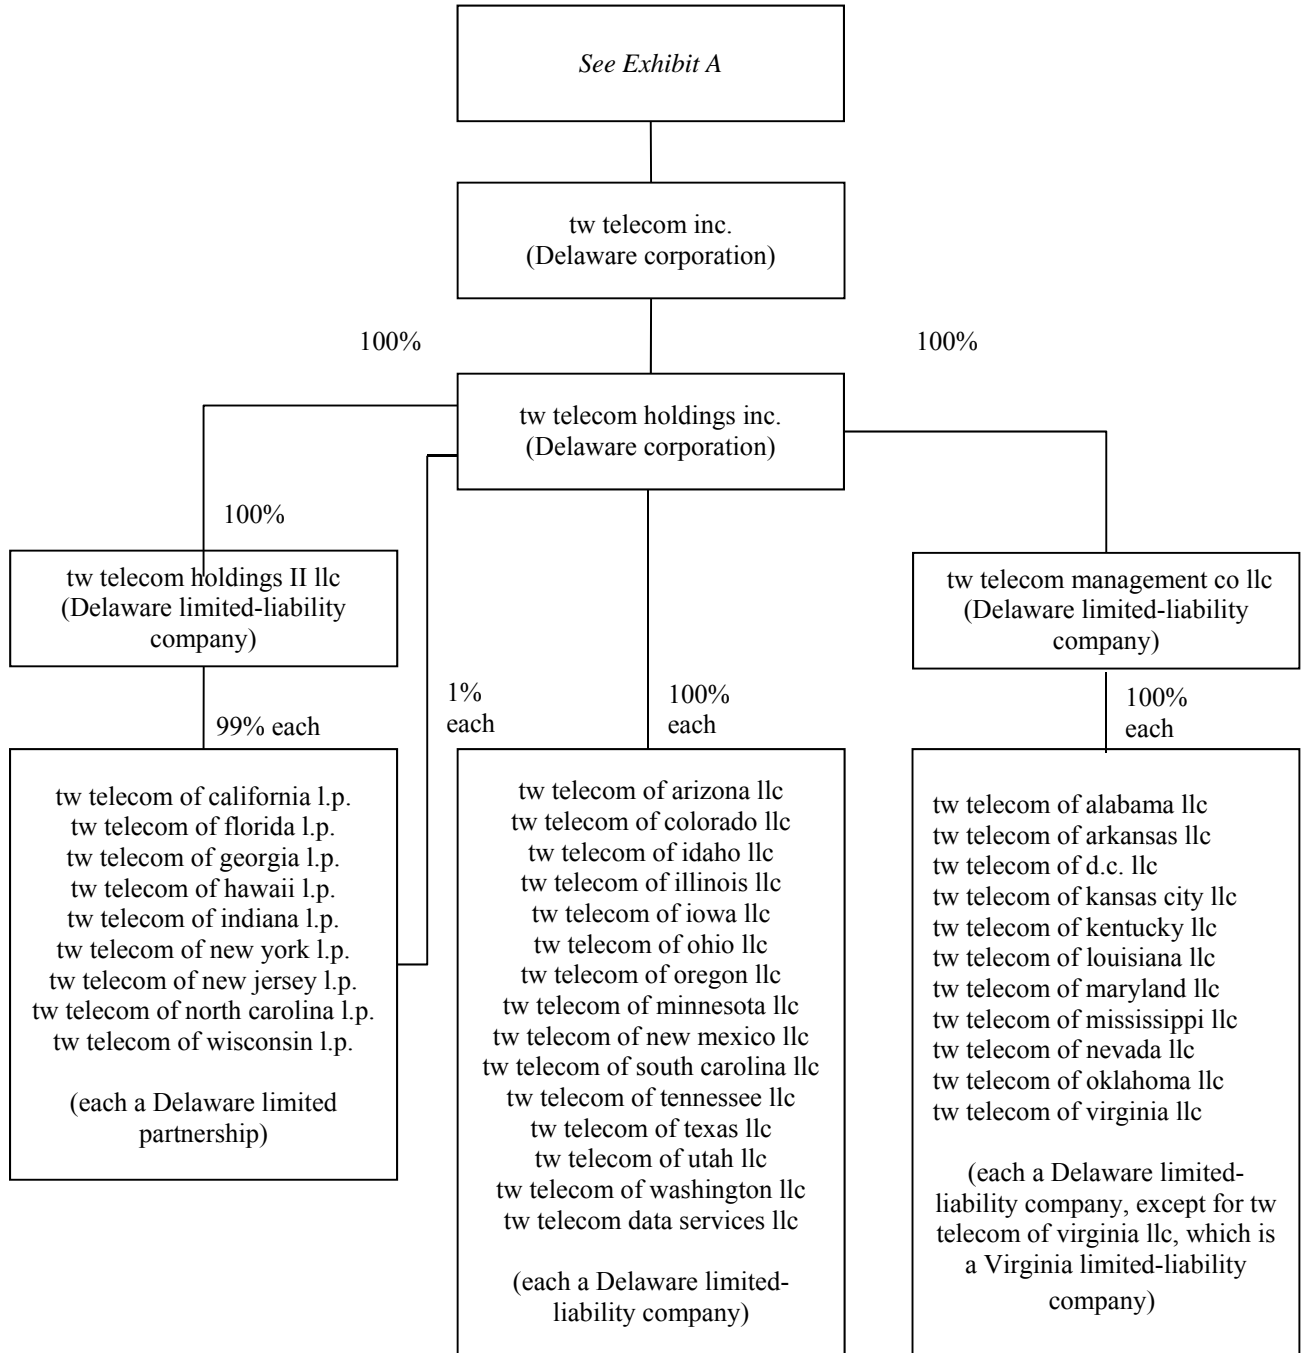 See Exhibit A
tw telecom inc.
(Delaware corporation)
100%
100%
tw telecom holdings inc.
(Delaware corporation)
100%
tw telecom holdings II llc
(Delaware limited-liability
company)
tw telecom management co llc
(Delaware limited-liability
company)
99% each
1%
each
100%
each
100%
each
tw telecom of california l.p.
tw telecom of florida l.p.
tw telecom of georgia l.p.
tw telecom of hawaii l.p.
tw telecom of indiana l.p.
tw telecom of new york l.p.
tw telecom of new jersey l.p.
tw telecom of north carolina l.p.
tw telecom of wisconsin l.p.
(each a Delaware limited
partnership)
tw telecom of arizona llc
tw telecom of colorado llc
tw telecom of idaho llc
tw telecom of illinois llc
tw telecom of iowa llc
tw telecom of ohio llc
tw telecom of oregon llc
tw telecom of minnesota llc
tw telecom of new mexico llc
tw telecom of south carolina llc
tw telecom of tennessee llc
tw telecom of texas llc
tw telecom of utah llc
tw telecom of washington llc
tw telecom data services llc
(each a Delaware limited-
liability company)
tw telecom of alabama llc
tw telecom of arkansas llc
tw telecom of d.c. llc
tw telecom of kansas city llc
tw telecom of kentucky llc
tw telecom of louisiana llc
tw telecom of maryland llc
tw telecom of mississippi llc
tw telecom of nevada llc
tw telecom of oklahoma llc
tw telecom of virginia llc
(each a Delaware limited-
liability company, except for tw
telecom of virginia llc, which is
a Virginia limited-liability
company)